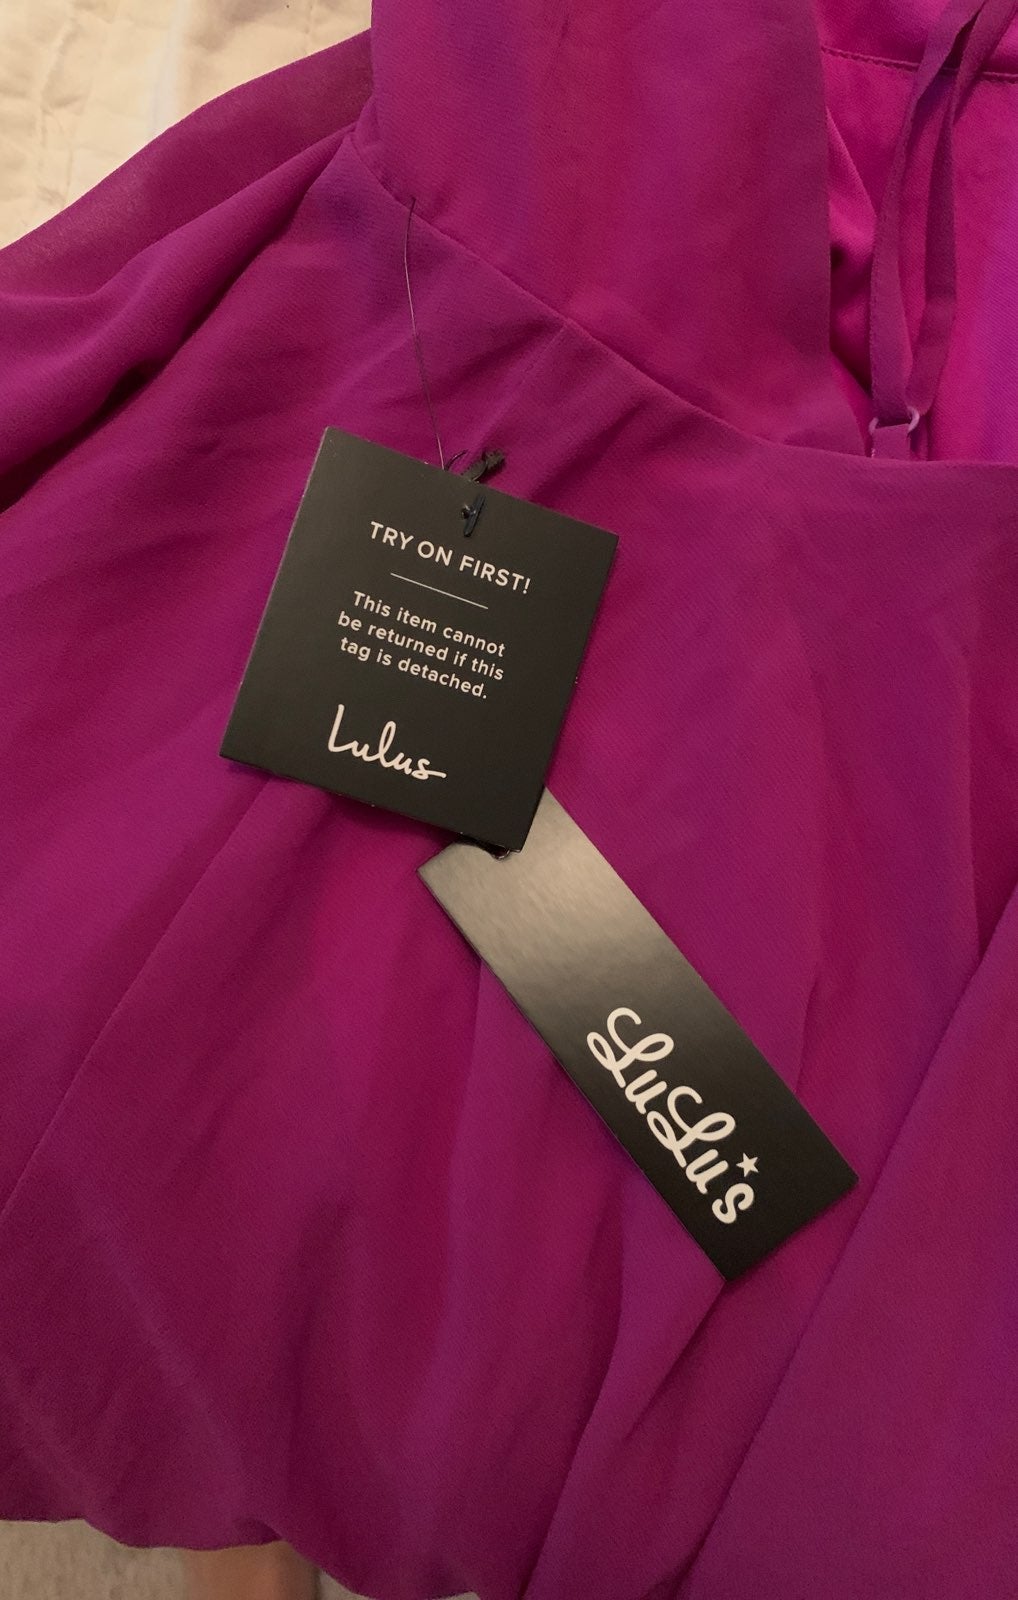 TRY ON FIRST!
This item cannot
be returned if this
tag is detached.
Lulus
LuLu's